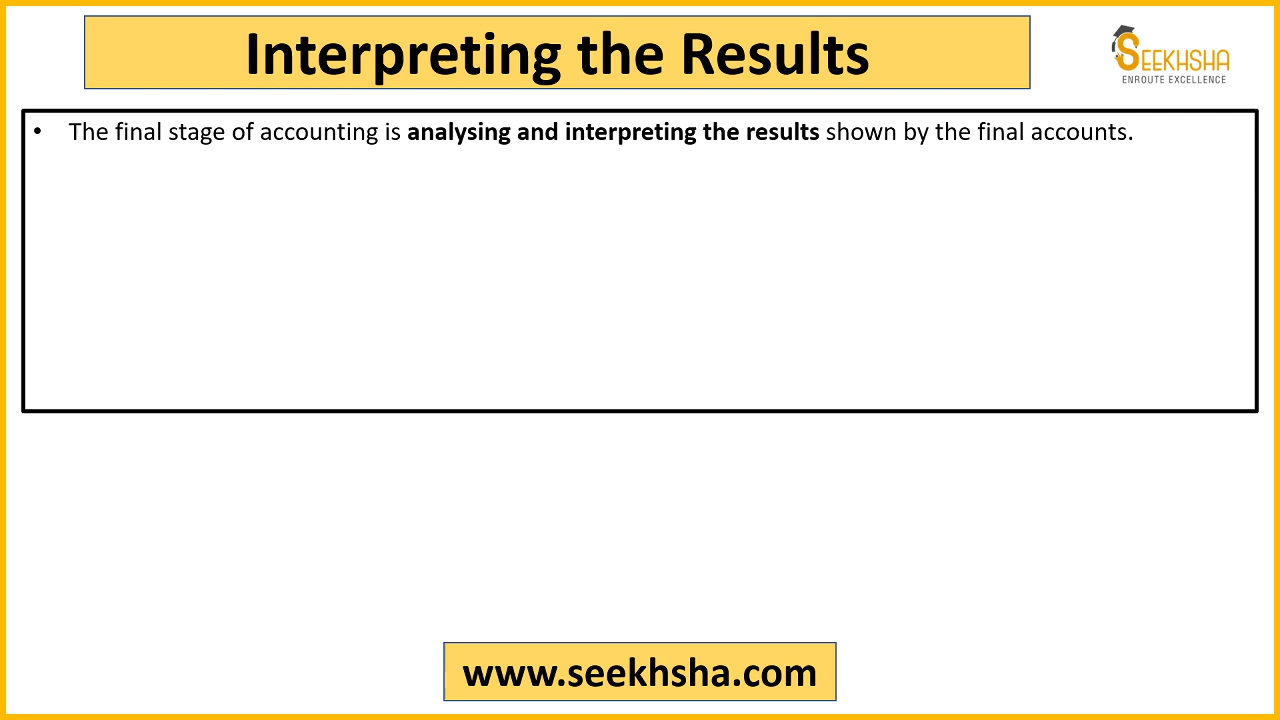 Interpreting the Results
SEEKHSHA
ENROUTE EXCELLENCE
• The final stage of accounting is analysing and interpreting the results shown by the final accounts.
www.seekhsha.com